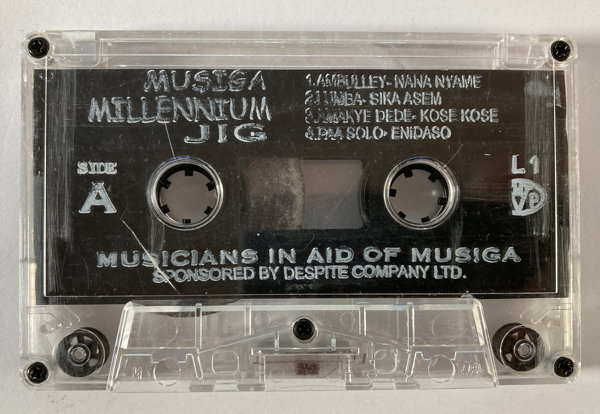 MUSIGA
MILLENNIUM
JIG
1.AMBULLEY- NANA NYAME
2.LUMBA- SIKA ASEM
3.AMAKYE DEDE- KOSE KOSE
4.PAA SOLO- ENIDASO
SIDE
A
L 1
MUSICIANS IN AID OF MUSIGA
SPONSORED BY DESPITE COMPANY LTD.